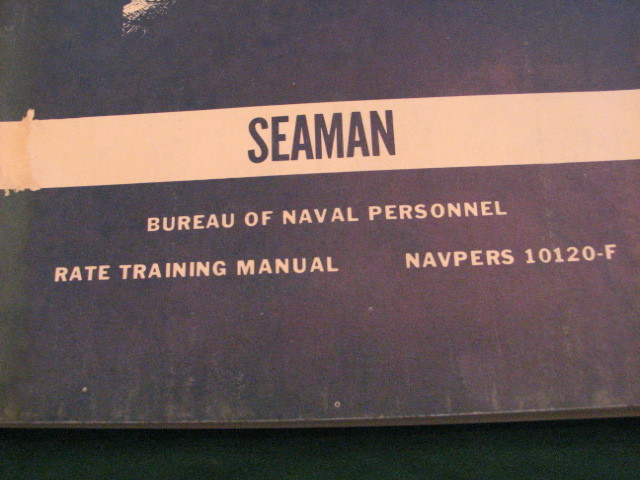 SEAMAN
BUREAU OF NAVAL PERSONNEL
RATE TRAINING MANUAL NAVPERS 10120-F